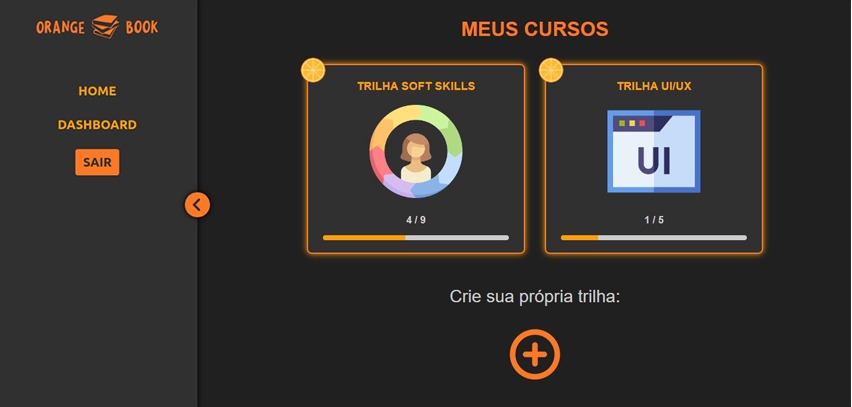 ORANGE BOOK
HOME
DASHBOARD
SAIR
MEUS CURSOS
TRILHA SOFT SKILLS
4 / 9
TRILHA UI/UX
UI
1 / 5
Crie sua própria trilha: